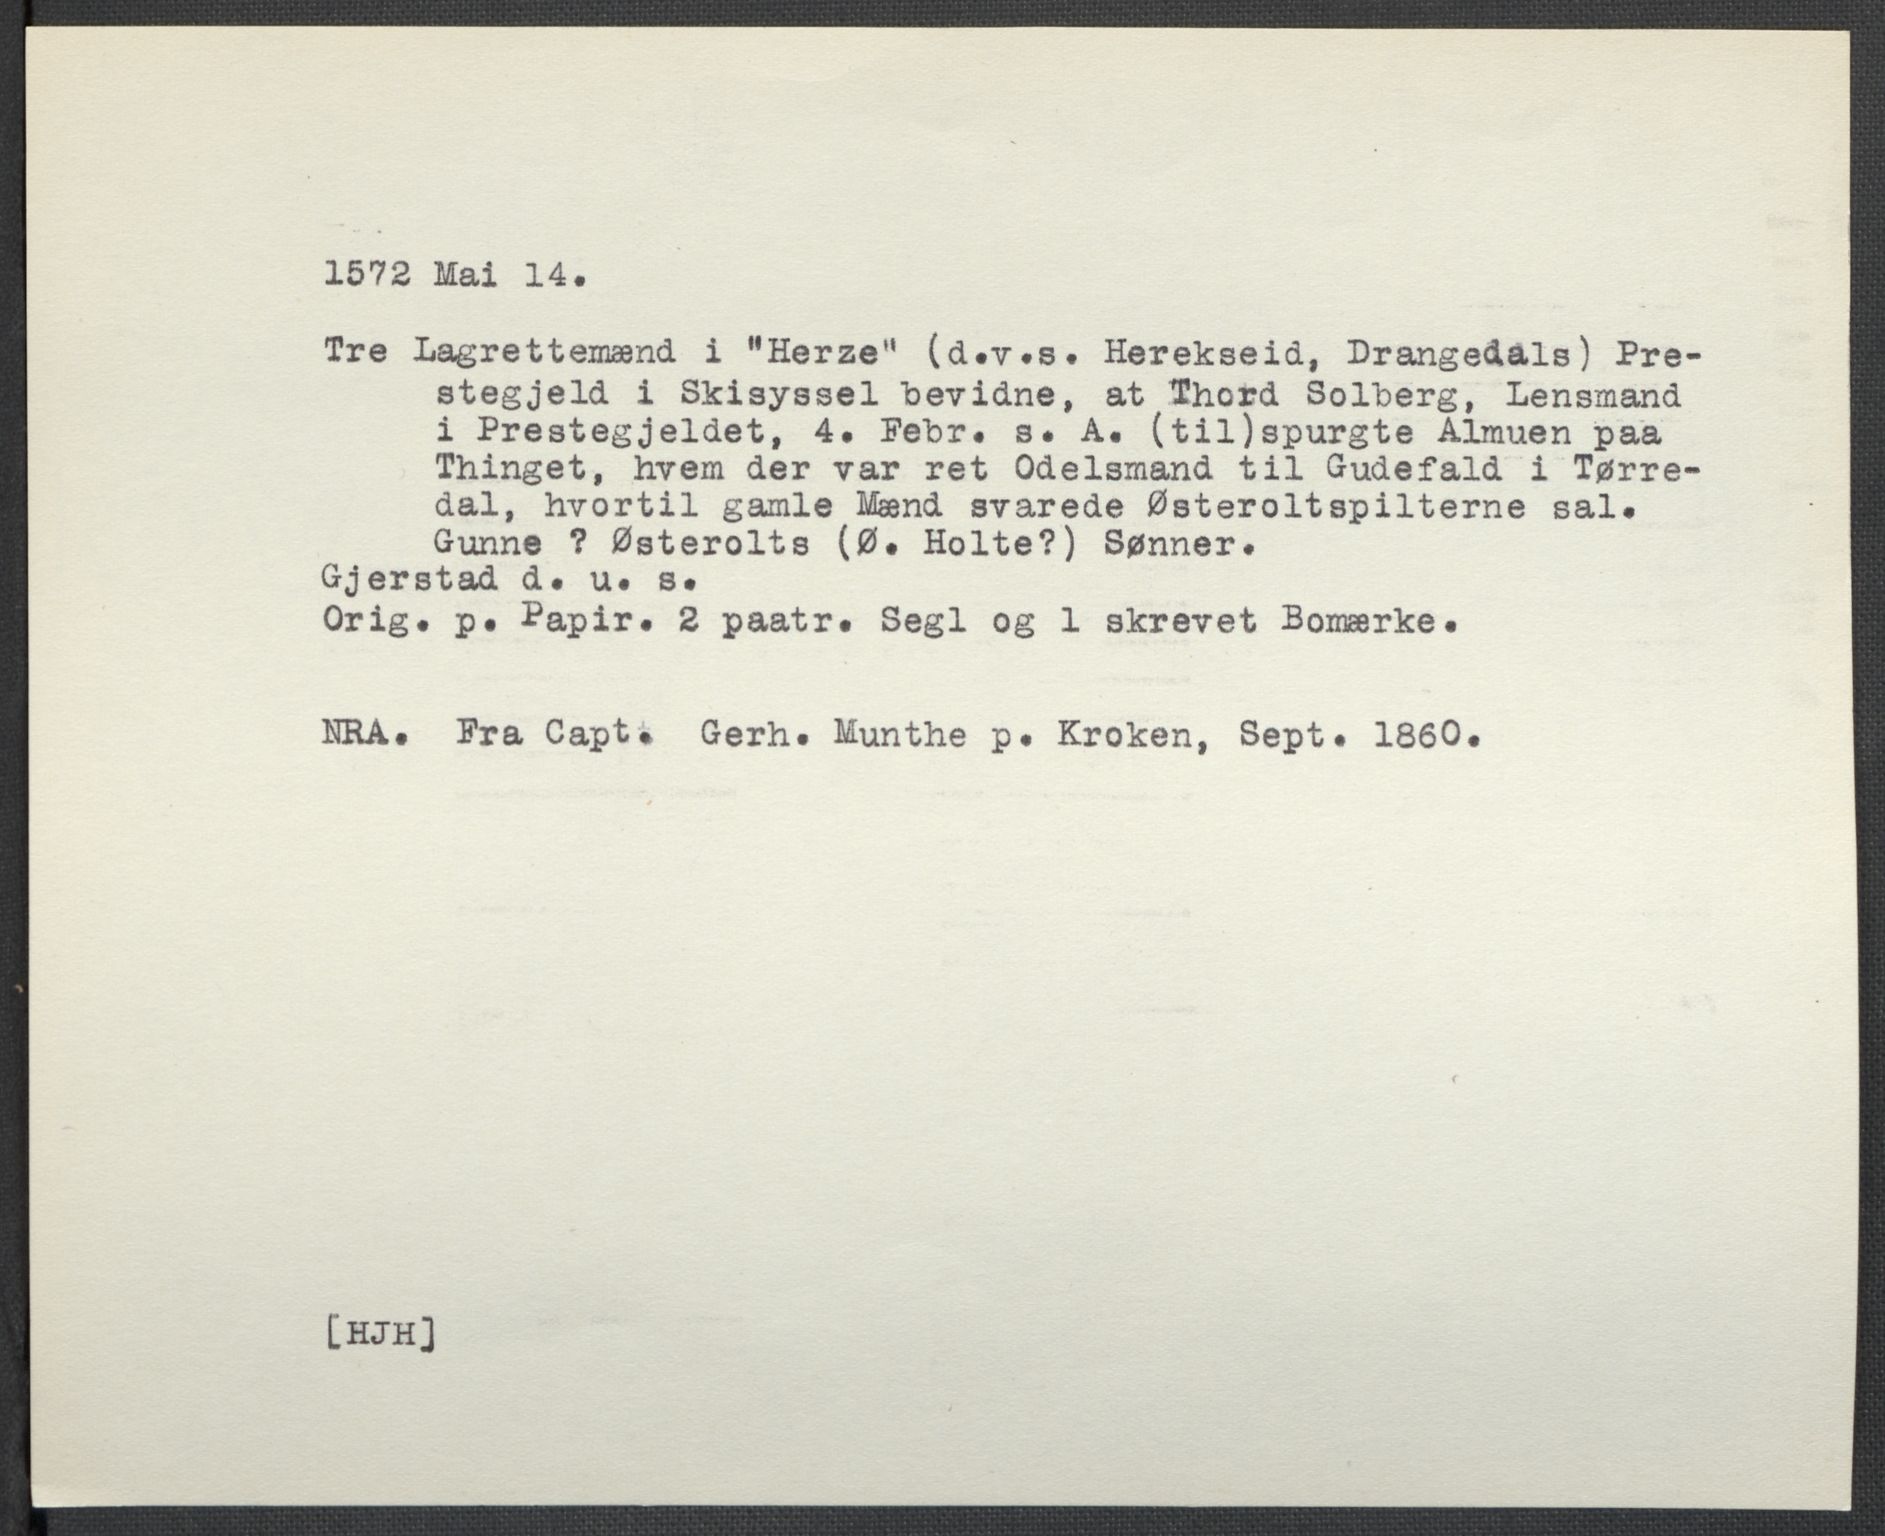 1572 Mai 14.
Tre Lagrettemænd i "Herze" (d.v.s. Herekseid, Drangedals) Pre-
stegjeld i Skisyssel bevidne, at Thord Solberg, Lensmand
i Prestegjeldet, 4. Febr. s. A. (til)spurgte Almuen paa
Thinget, hvem der var ret Odelsmand til Gudefald i Tørre-
dal, hvortil gamle Mænd svarede Østeroltspilterne sal.
Gunne ? Østerolts (Ø. Holte?) Sønner.
Gjerstad d. u. s.
Orig. p. Papir. 2 paatr. Segl og 1 skrevet Bomærke.
NRA. Fra Capt. Gerh. Munthe p. Kroken, Sept. 1860.
[HJH]